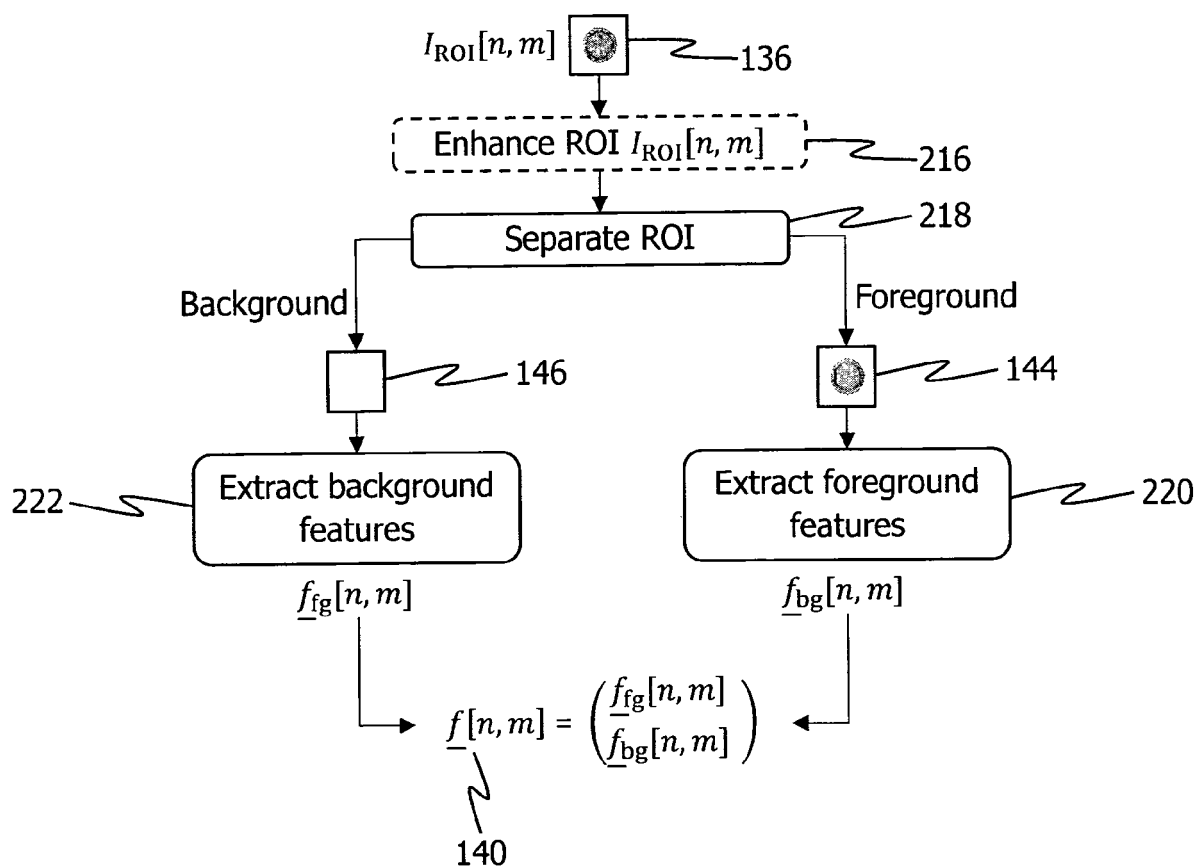 I_ROI[n, m]
136
Enhance ROI I_ROI[n, m]
216
218
Separate ROI
Background
Foreground
146
144
222
Extract background
features
Extract foreground
features
220
f_fg[n, m]
f_bg[n, m]
f[n, m] = (f_fg[n, m]
f_bg[n, m])
140